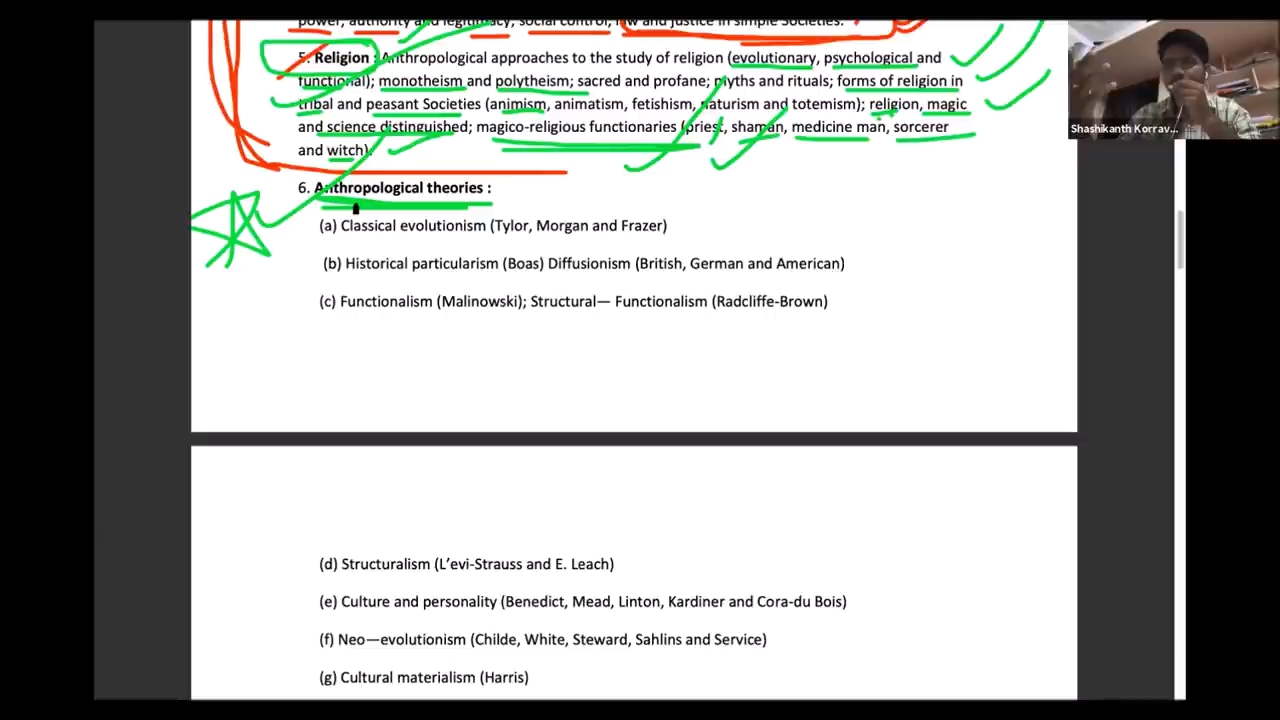 power, authority and legitimacy; social control, law and justice in simple Societies.
5. Religion : Anthropological approaches to the study of religion (evolutionary, psychological and
functional); monotheism and polytheism; sacred and profane; myths and rituals; forms of religion in
tribal and peasant Societies (animism, animatism, fetishism, naturism and totemism); religion, magic
and science distinguished; magico-religious functionaries (priest, shaman, medicine man, sorcerer
and witch).
6. Anthropological theories :
(a) Classical evolutionism (Tylor, Morgan and Frazer)
(b) Historical particularism (Boas) Diffusionism (British, German and American)
(c) Functionalism (Malinowski); Structural— Functionalism (Radcliffe-Brown)
(d) Structuralism (L'evi-Strauss and E. Leach)
(e) Culture and personality (Benedict, Mead, Linton, Kardiner and Cora-du Bois)
(f) Neo—evolutionism (Childe, White, Steward, Sahlins and Service)
(g) Cultural materialism (Harris)
Shashikanth Korrav...